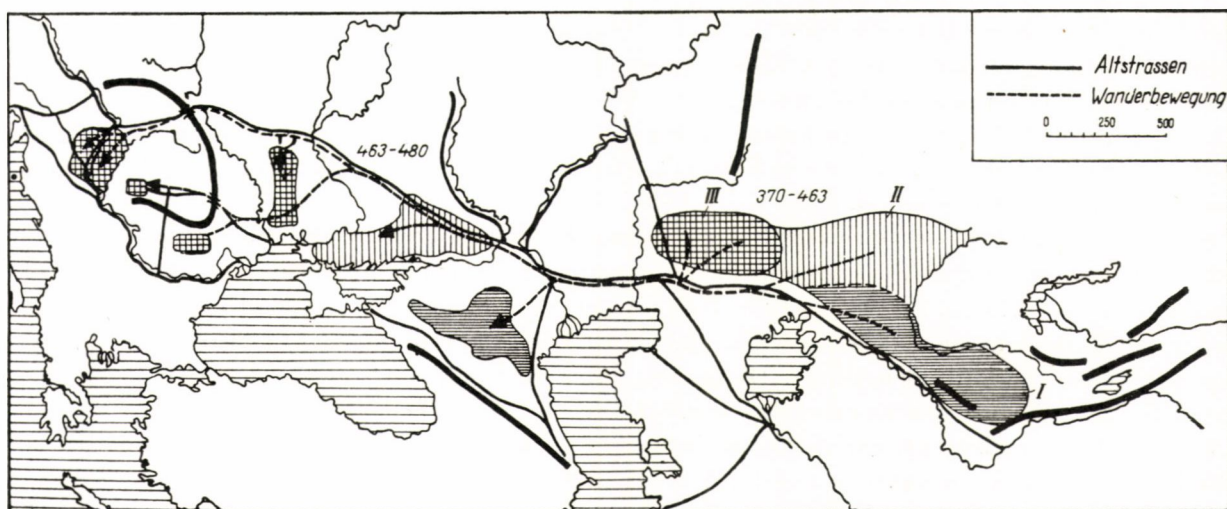 Altstrassen
Wanderbewegung
0 250 500
463-480
III
370-463
II
I